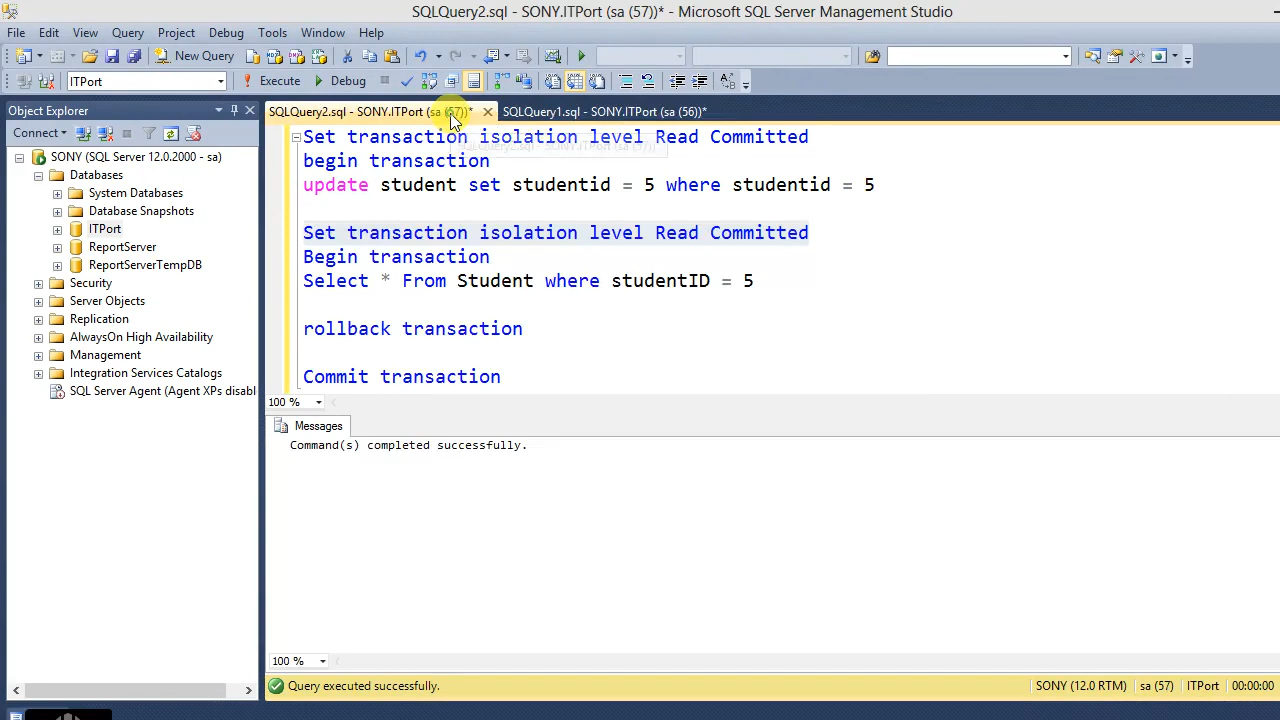 SQLQuery2.sql - SONY.ITPort (sa (57))* - Microsoft SQL Server Management Studio
File Edit View Query Project Debug Tools Window Help
New Query
ITPort Execute Debug
Object Explorer
SQLQuery2.sql - SONY.ITPort (sa (57))* SQLQuery1.sql - SONY.ITPort (sa (56))*
Connect
SONY (SQL Server 12.0.2000 - sa)
Databases
System Databases
Database Snapshots
ITPort
ReportServer
ReportServerTempDB
Security
Server Objects
Replication
AlwaysOn High Availability
Management
Integration Services Catalogs
SQL Server Agent (Agent XPs disabl
Set transaction isolation level Read Committed
SQLQuery2.sql - SONY.ITPort (sa (57))
begin transaction
update student set studentid = 5 where studentid = 5
Set transaction isolation level Read Committed
Begin transaction
Select * From Student where studentID = 5
rollback transaction
Commit transaction
100 %
Messages
Command(s) completed successfully.
100 %
Query executed successfully. SONY (12.0 RTM) sa (57) ITPort 00:00:00